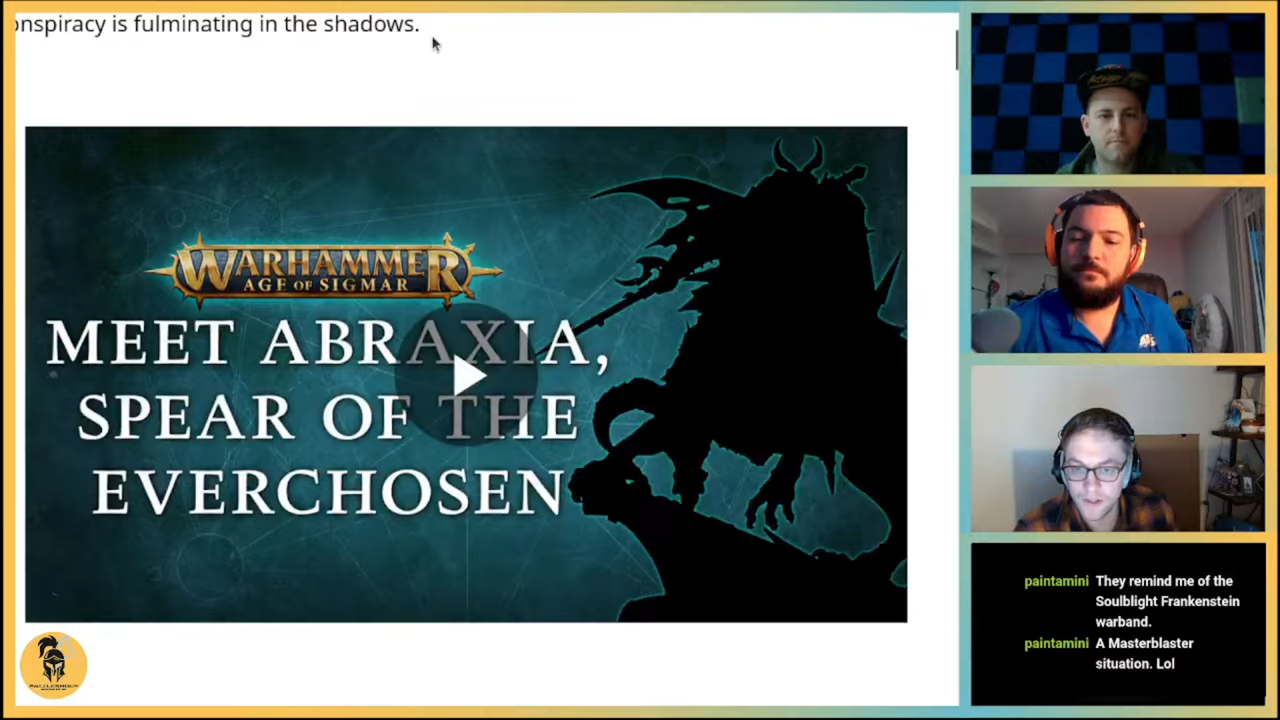 onspiracy is fulminating in the shadows.
WARHAMMER
AGE OF SIGMAR
MEET ABRAXIA,
SPEAR OF THE
EVERCHOSEN
paintamini They remind me of the
Soulblight Frankenstein
warband.
paintamini A Masterblaster
situation. Lol